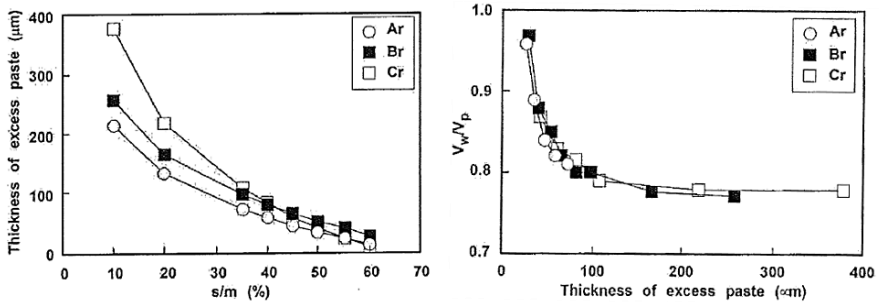 Thickness of excess paste (μm)
400
300
200
100
0
0 10 20 30 40 50 60 70
s/m (%)
Ar
Br
Cr
Vw/Vp
1.0
0.9
0.8
0.7
0 100 200 300 400
Thickness of excess paste (∝m)
Ar
Br
Cr